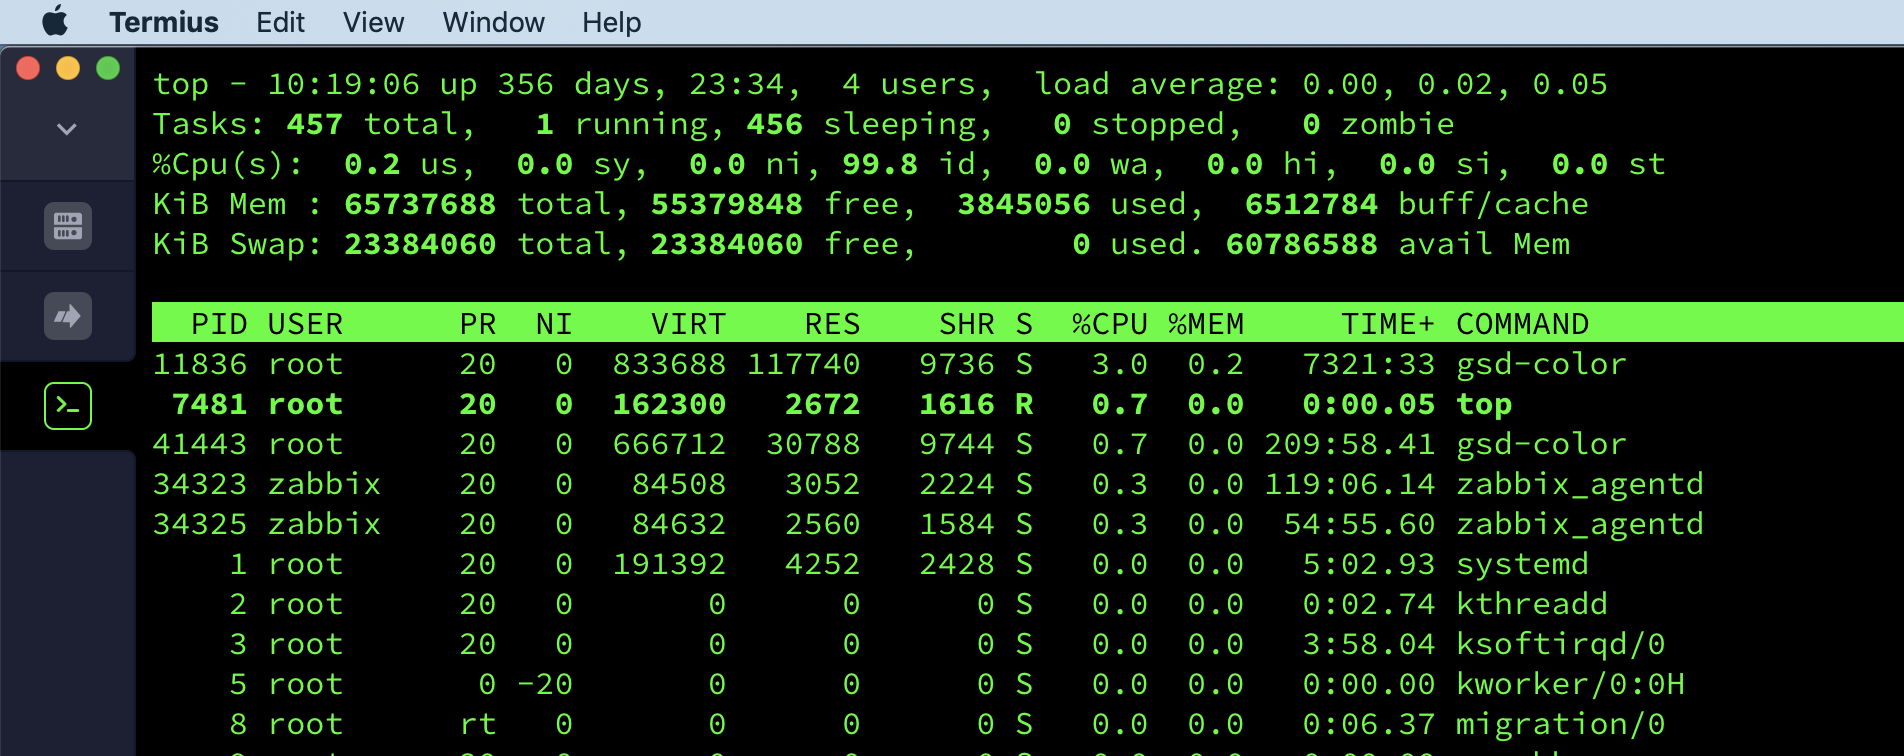 Termius Edit View Window Help
top - 10:19:06 up 356 days, 23:34,  4 users,  load average: 0.00, 0.02, 0.05
Tasks: 457 total,   1 running, 456 sleeping,   0 stopped,   0 zombie
%Cpu(s):  0.2 us,  0.0 sy,  0.0 ni, 99.8 id,  0.0 wa,  0.0 hi,  0.0 si,  0.0 st
KiB Mem : 65737688 total, 55379848 free,  3845056 used,  6512784 buff/cache
KiB Swap: 23384060 total, 23384060 free,        0 used. 60786588 avail Mem
PID USER PR NI VIRT RES SHR S %CPU %MEM TIME+ COMMAND
11836 root 20 0 833688 117740 9736 S 3.0 0.2 7321:33 gsd-color
7481 root 20 0 162300 2672 1616 R 0.7 0.0 0:00.05 top
41443 root 20 0 666712 30788 9744 S 0.7 0.0 209:58.41 gsd-color
34323 zabbix 20 0 84508 3052 2224 S 0.3 0.0 119:06.14 zabbix_agentd
34325 zabbix 20 0 84632 2560 1584 S 0.3 0.0 54:55.60 zabbix_agentd
1 root 20 0 191392 4252 2428 S 0.0 0.0 5:02.93 systemd
2 root 20 0 0 0 0 S 0.0 0.0 0:02.74 kthreadd
3 root 20 0 0 0 0 S 0.0 0.0 3:58.04 ksoftirqd/0
5 root 0 -20 0 0 0 S 0.0 0.0 0:00.00 kworker/0:0H
8 root rt 0 0 0 0 S 0.0 0.0 0:06.37 migration/0